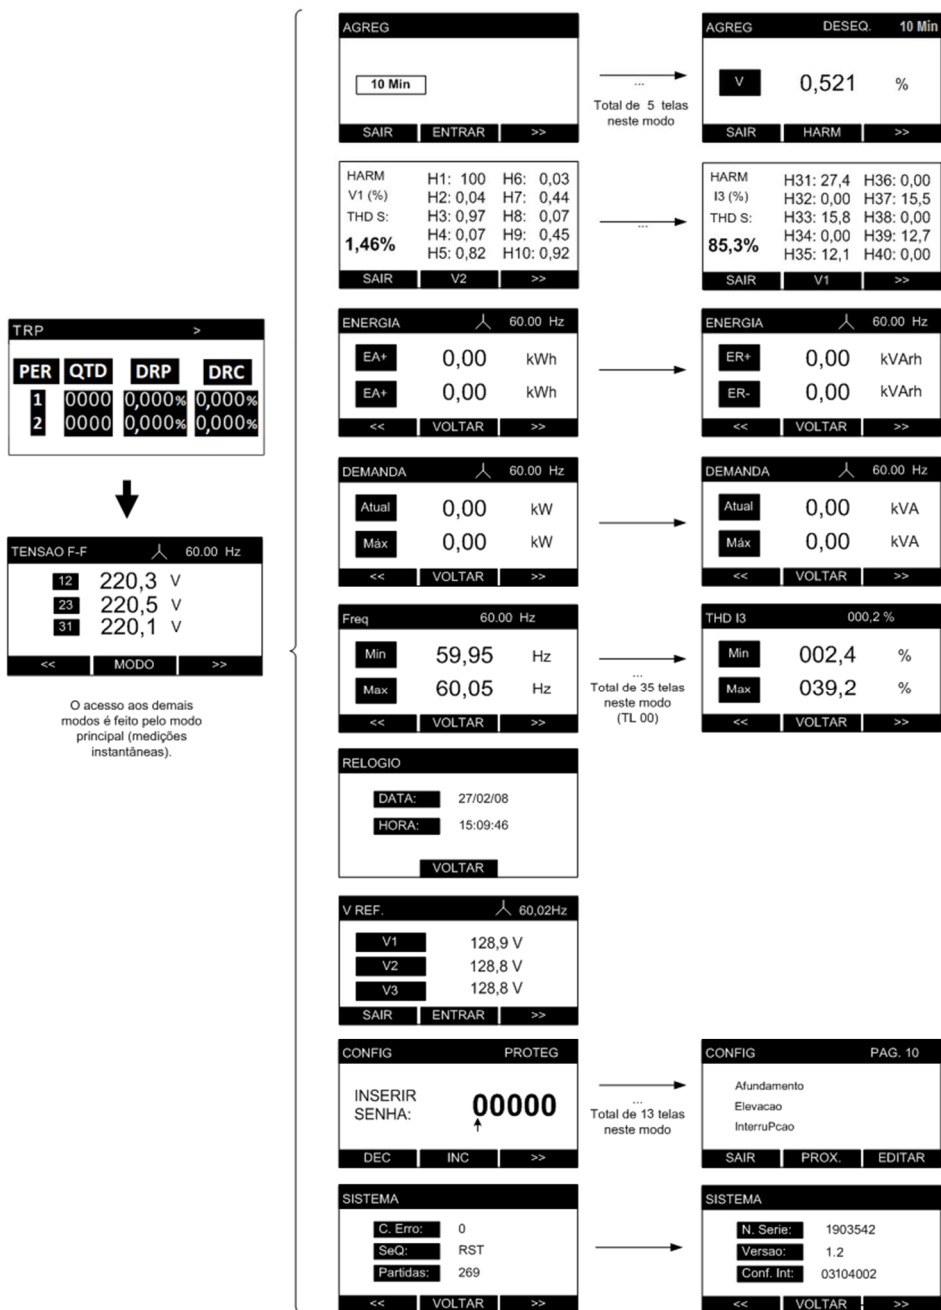 TRP >
PER QTD DRP DRC
1 0000 0,000% 0,000%
2 0000 0,000% 0,000%
TENSAO F-F 60.00 Hz
12 220,3 V
23 220,5 V
31 220,1 V
<< MODO >>
O acesso aos demais
modos é feito pelo modo
principal (medições
instantâneas).
AGREG
10 Min
SAIR ENTRAR >>
...
Total de 5 telas
neste modo
AGREG DESEQ. 10 Min
V 0,521 %
SAIR HARM >>
HARM
V1 (%)
THD S:
1,46%
H1: 100 H6: 0,03
H2: 0,04 H7: 0,44
H3: 0,97 H8: 0,07
H4: 0,07 H9: 0,45
H5: 0,82 H10: 0,92
SAIR V2 >>
...
HARM
I3 (%)
THD S:
85,3%
H31: 27,4 H36: 0,00
H32: 0,00 H37: 15,5
H33: 15,8 H38: 0,00
H34: 0,00 H39: 12,7
H35: 12,1 H40: 0,00
SAIR V1 >>
ENERGIA 60.00 Hz
EA+ 0,00 kWh
EA+ 0,00 kWh
<< VOLTAR >>
ENERGIA 60.00 Hz
ER+ 0,00 kVArh
ER- 0,00 kVArh
<< VOLTAR >>
DEMANDA 60.00 Hz
Atual 0,00 kW
Máx 0,00 kW
<< VOLTAR >>
DEMANDA 60.00 Hz
Atual 0,00 kVA
Máx 0,00 kVA
<< VOLTAR >>
Freq 60.00 Hz
Min 59,95 Hz
Max 60,05 Hz
<< VOLTAR >>
...
Total de 35 telas
neste modo
(TL 00)
THD I3 000,2 %
Min 002,4 %
Max 039,2 %
<< VOLTAR >>
RELOGIO
DATA: 27/02/08
HORA: 15:09:46
VOLTAR
V REF. 60,02Hz
V1 128,9 V
V2 128,8 V
V3 128,8 V
SAIR ENTRAR >>
CONFIG PROTEG
INSERIR
SENHA: 00000
DEC INC >>
...
Total de 13 telas
neste modo
CONFIG PAG. 10
Afundamento
Elevacao
InterruPcao
SAIR PROX. EDITAR
SISTEMA
C. Erro: 0
SeQ: RST
Partidas: 269
<< VOLTAR >>
SISTEMA
N. Serie: 1903542
Versao: 1.2
Conf. Int: 03104002
<< VOLTAR >>